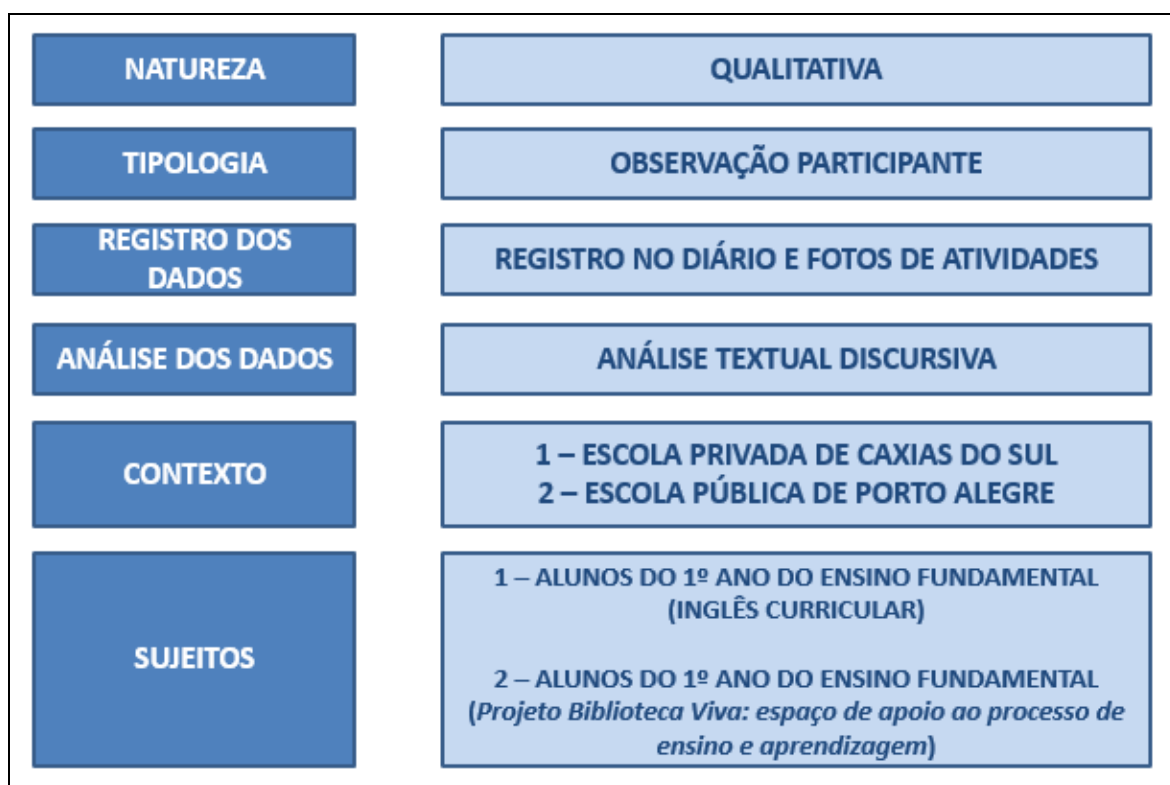 NATUREZA
QUALITATIVA
TIPOLOGIA
OBSERVAÇÃO PARTICIPANTE
REGISTRO DOS
DADOS
REGISTRO NO DIÁRIO E FOTOS DE ATIVIDADES
ANÁLISE DOS DADOS
ANÁLISE TEXTUAL DISCURSIVA
CONTEXTO
1 – ESCOLA PRIVADA DE CAXIAS DO SUL
2 – ESCOLA PÚBLICA DE PORTO ALEGRE
SUJEITOS
1 – ALUNOS DO 1º ANO DO ENSINO FUNDAMENTAL
(INGLÊS CURRICULAR)
2 – ALUNOS DO 1º ANO DO ENSINO FUNDAMENTAL
(Projeto Biblioteca Viva: espaço de apoio ao processo de
ensino e aprendizagem)